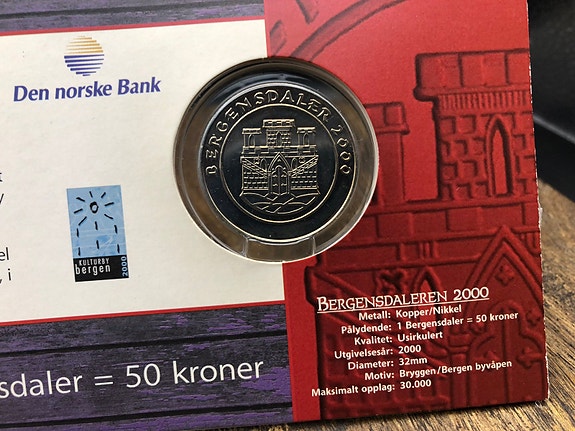 Den norske Bank
BERGENSDALER 2000
KULTURBY
bergen
2000
i
BERGENSDALEREN 2000
Metall: Kopper/Nikkel
Pålydende: 1 Bergensdaler = 50 kroner
Kvalitet: Usirkulert
Utgivelsesår: 2000
Diameter: 32mm
Motiv: Bryggen/Bergen byvåpen
Maksimalt opplag: 30.000
sdaler = 50 kroner